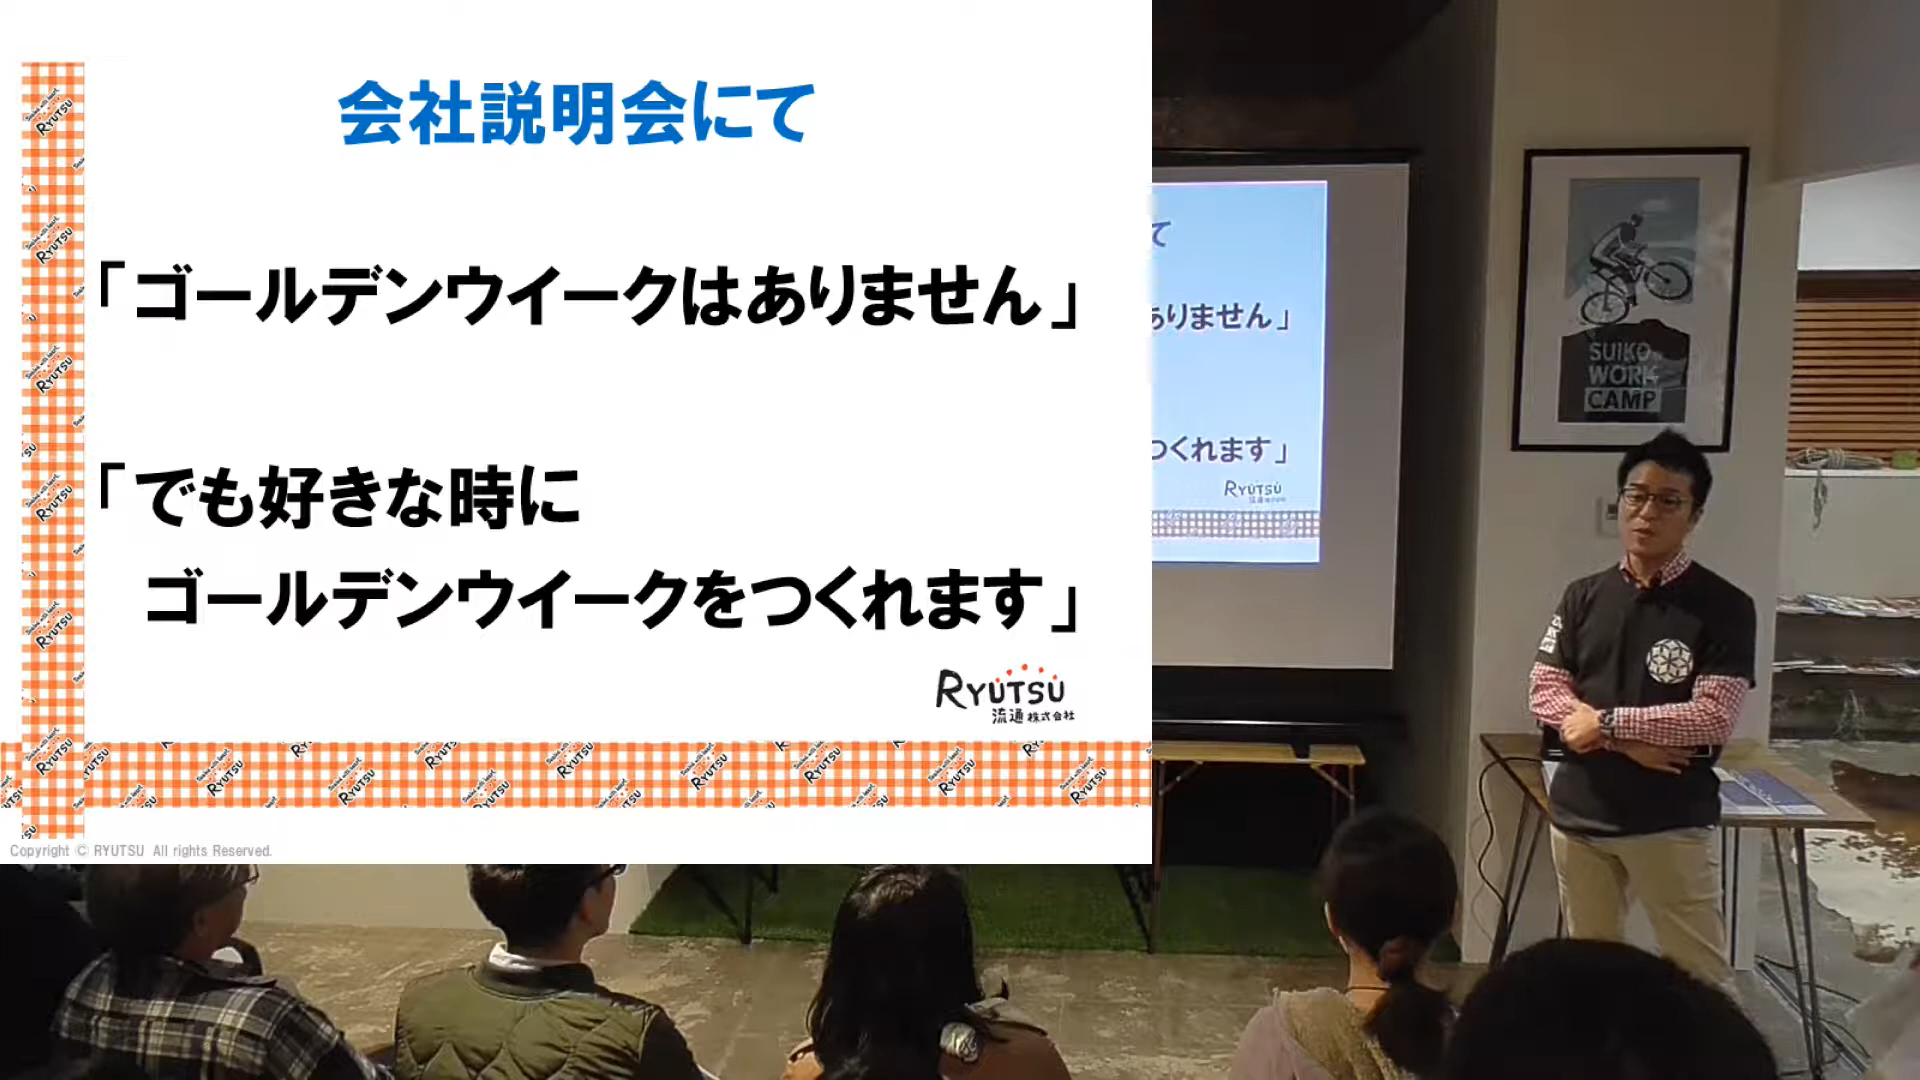 会社説明会にて
「ゴールデンウイークはありません」
「でも好きな時に
ゴールデンウイークをつくれます」
RYUTSU
流通株式会社
Copyright © RYUTSU All rights Reserved.
て
ありません」
つくれます」
RYUTSU
SUIKO
WORK
CAMP